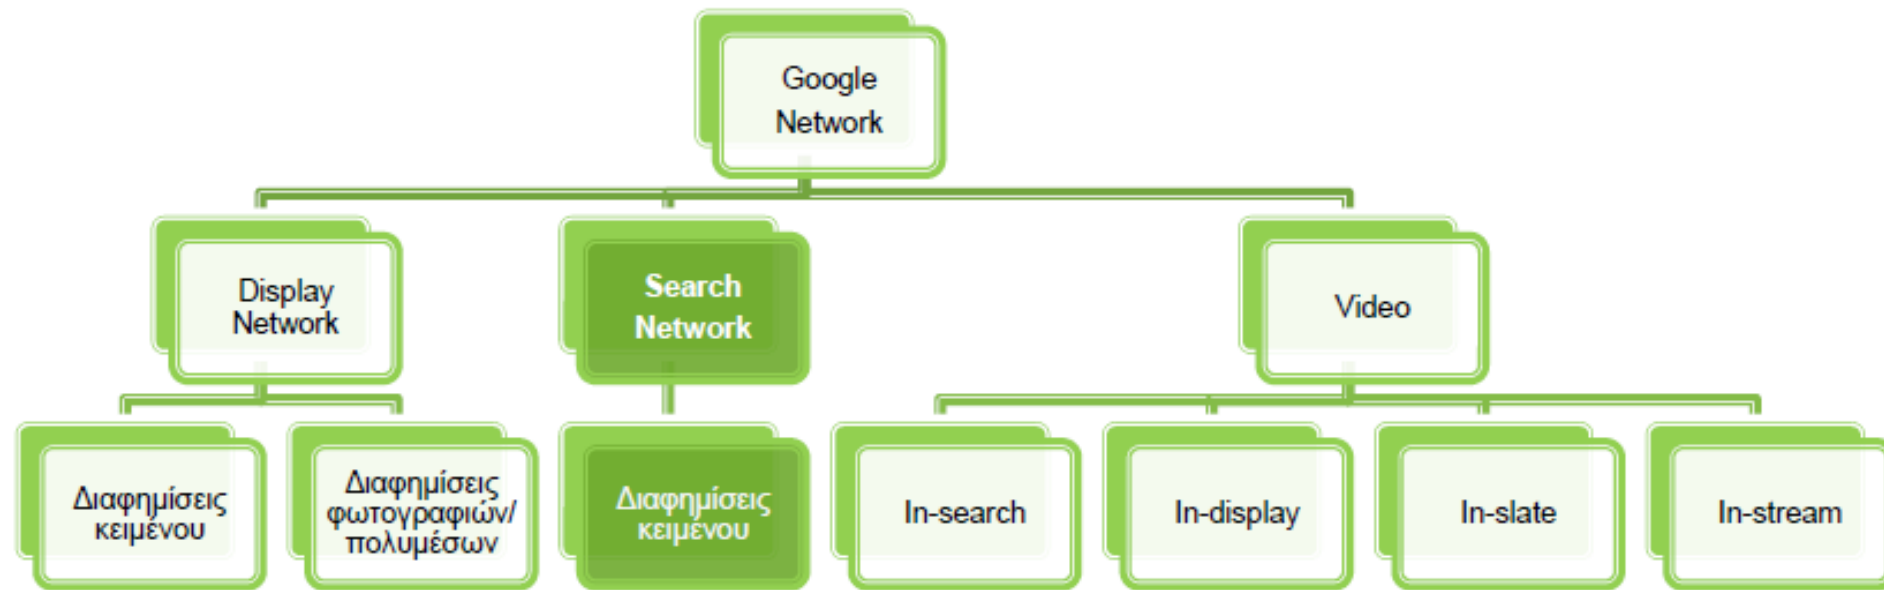 Google
Network
Display
Network
Search
Network
Video
Διαφημίσεις
κειμένου
Διαφημίσεις
φωτογραφιών/
πολυμέσων
Διαφημίσεις
κειμένου
In-search
In-display
In-slate
In-stream